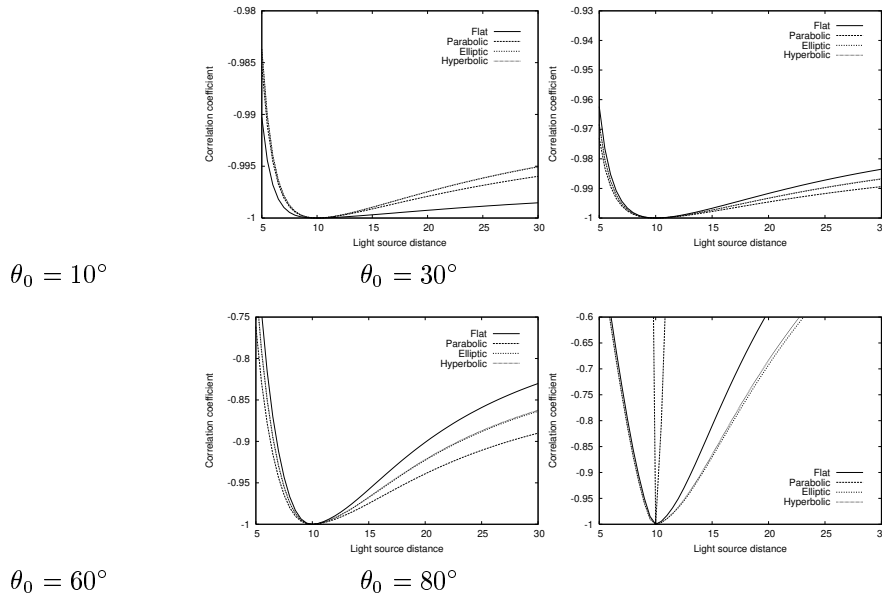 -0.98
-0.985
-0.99
-0.995
-1
5 10 15 20 25 30
Correlation coefficient
Light source distance
Flat
Parabolic
Elliptic
Hyperbolic
-0.93
-0.94
-0.95
-0.96
-0.97
-0.98
-0.99
-1
5 10 15 20 25 30
Correlation coefficient
Light source distance
Flat
Parabolic
Elliptic
Hyperbolic
θ₀ = 10° θ₀ = 30°
-0.75
-0.8
-0.85
-0.9
-0.95
-1
5 10 15 20 25 30
Correlation coefficient
Light source distance
Flat
Parabolic
Elliptic
Hyperbolic
-0.6
-0.65
-0.7
-0.75
-0.8
-0.85
-0.9
-0.95
-1
5 10 15 20 25 30
Correlation coefficient
Light source distance
Flat
Parabolic
Elliptic
Hyperbolic
θ₀ = 60° θ₀ = 80°